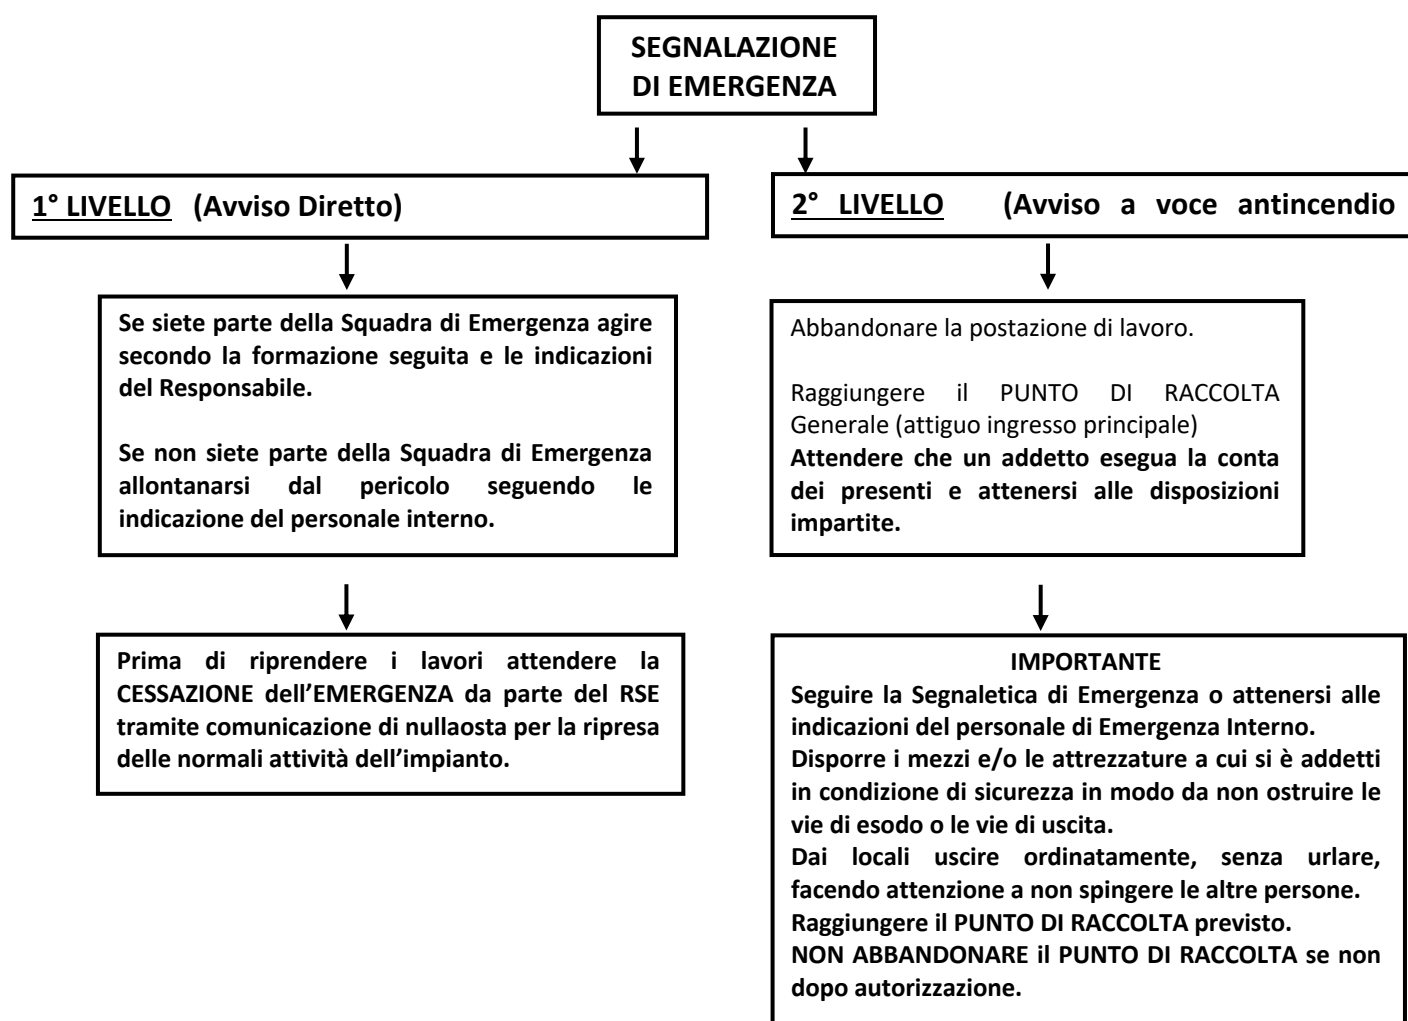 SEGNALAZIONE
DI EMERGENZA
1° LIVELLO (Avviso Diretto)
Se siete parte della Squadra di Emergenza agire
secondo la formazione seguita e le indicazioni
del Responsabile.
Se non siete parte della Squadra di Emergenza
allontanarsi dal pericolo seguendo le
indicazione del personale interno.
Prima di riprendere i lavori attendere la
CESSAZIONE dell'EMERGENZA da parte del RSE
tramite comunicazione di nullaosta per la ripresa
delle normali attività dell'impianto.
2° LIVELLO (Avviso a voce antincendio
Abbandonare la postazione di lavoro.
Raggiungere il PUNTO DI RACCOLTA
Generale (attiguo ingresso principale)
Attendere che un addetto esegua la conta
dei presenti e attenersi alle disposizioni
impartite.
IMPORTANTE
Seguire la Segnaletica di Emergenza o attenersi alle
indicazioni del personale di Emergenza Interno.
Disporre i mezzi e/o le attrezzature a cui si è addetti
in condizione di sicurezza in modo da non ostruire le
vie di esodo o le vie di uscita.
Dai locali uscire ordinatamente, senza urlare,
facendo attenzione a non spingere le altre persone.
Raggiungere il PUNTO DI RACCOLTA previsto.
NON ABBANDONARE il PUNTO DI RACCOLTA se non
dopo autorizzazione.